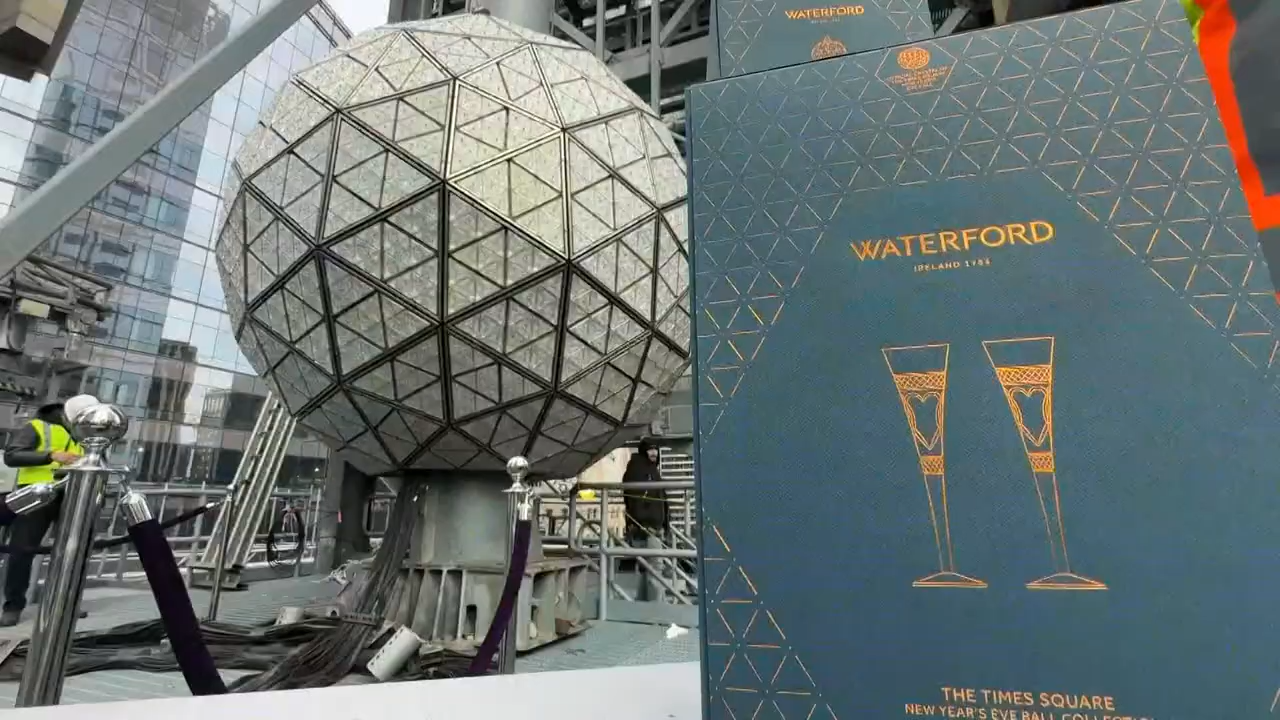 WATERFORD
WATERFORD
IRELAND 1783
THE TIMES SQUARE
NEW YEAR'S EVE BALL COLLECTION